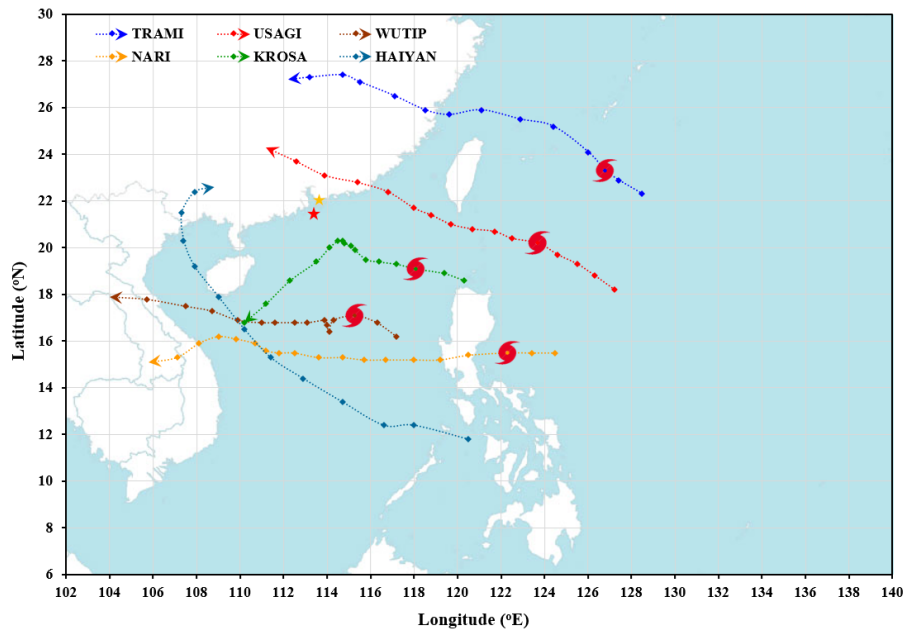 30
28
26
24
22
20
18
16
14
12
10
8
6
Latitude (ºN)
TRAMI USAGI WUTIP
NARI KROSA HAIYAN
102 104 106 108 110 112 114 116 118 120 122 124 126 128 130 132 134 136 138 140
Longitude (ºE)